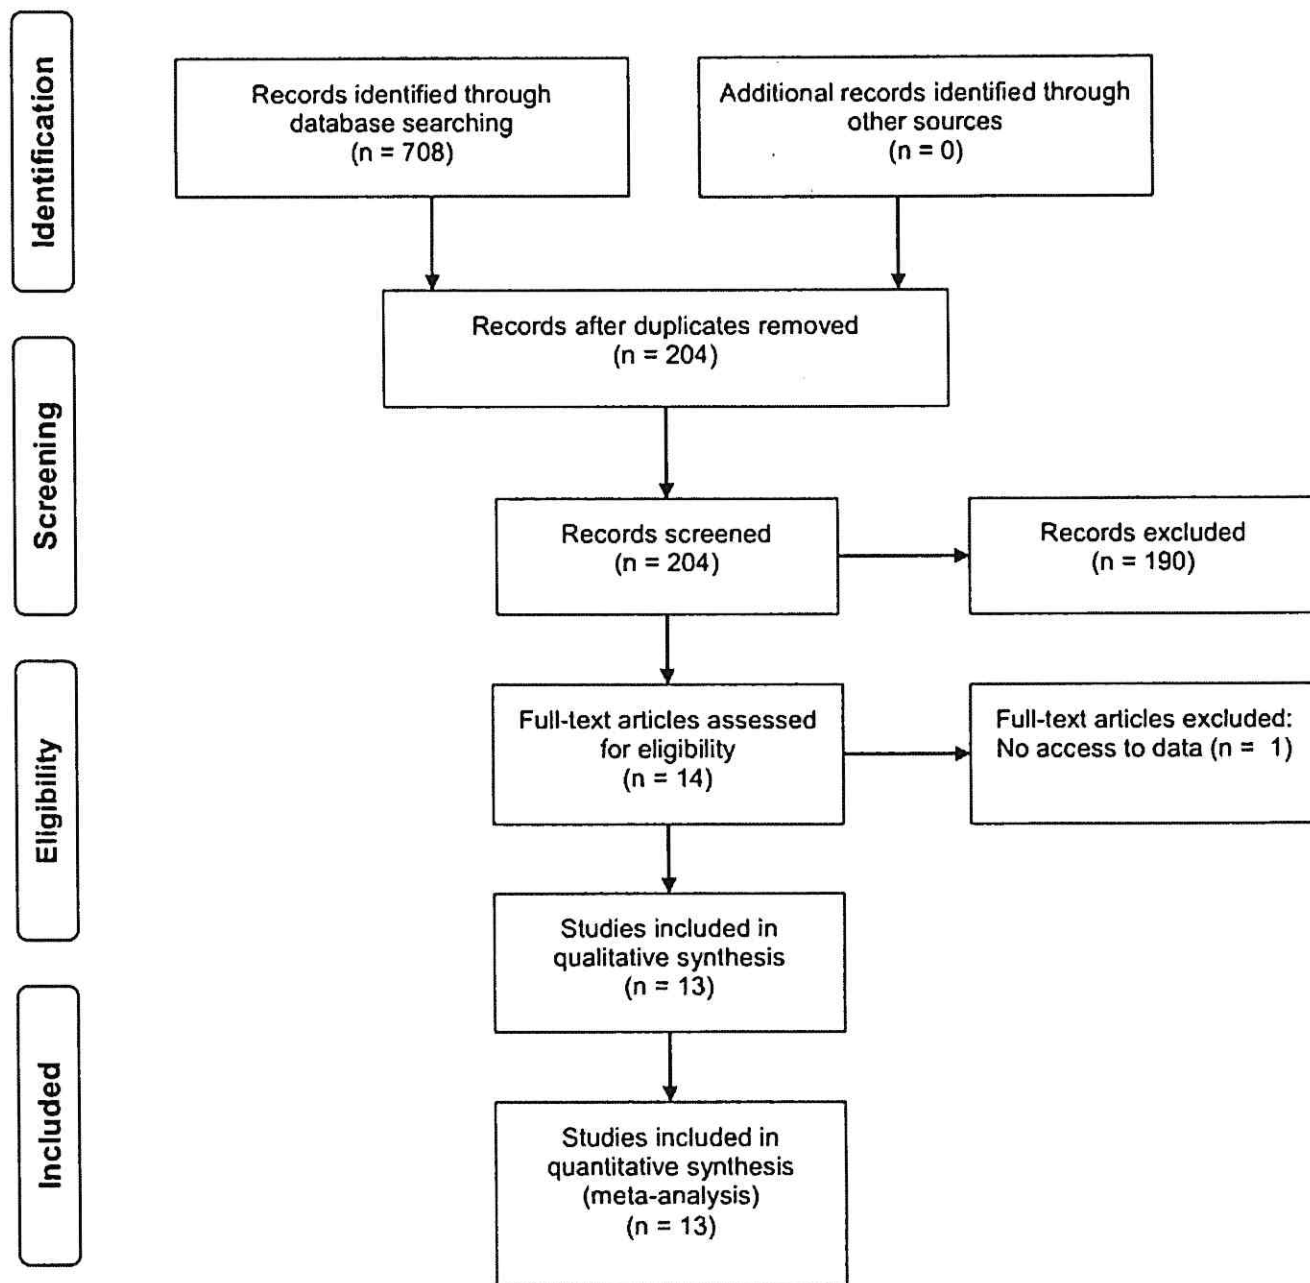 Identification
Records identified through
database searching
(n = 708)
Additional records identified through
other sources
(n = 0)
Records after duplicates removed
(n = 204)
Screening
Records screened
(n = 204)
Records excluded
(n = 190)
Eligibility
Full-text articles assessed
for eligibility
(n = 14)
Full-text articles excluded:
No access to data (n = 1)
Studies included in
qualitative synthesis
(n = 13)
Included
Studies included in
quantitative synthesis
(meta-analysis)
(n = 13)